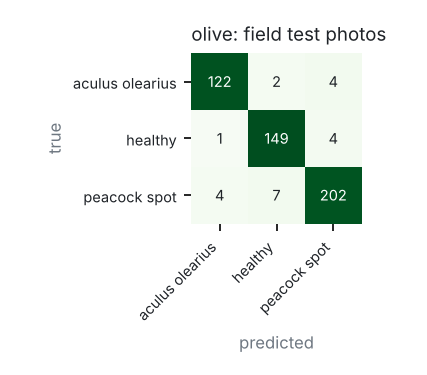 olive: field test photos
true
aculus olearius 122 2 4
healthy 1 149 4
peacock spot 4 7 202
aculus olearius healthy peacock spot
predicted